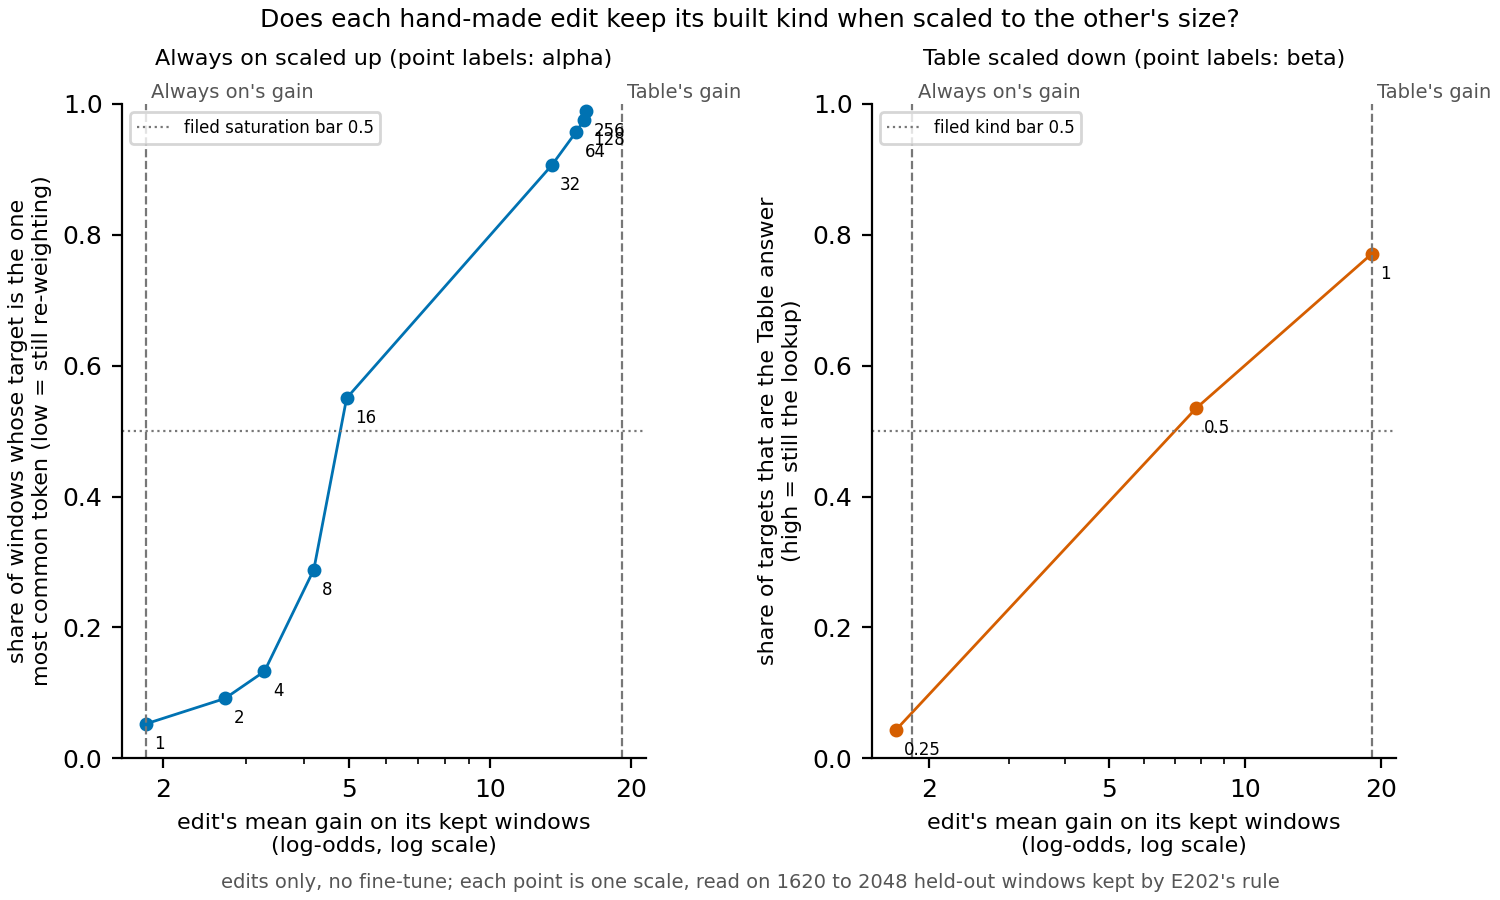 Does each hand-made edit keep its built kind when scaled to the other's size?
Always on scaled up (point labels: alpha)
Always on's gain
Table's gain
filed saturation bar 0.5
share of windows whose target is the one
most common token (low = still re-weighting)
1.0
0.8
0.6
0.4
0.2
0.0
256
128
64
32
16
8
4
2
1
2
5
10
20
edit's mean gain on its kept windows
(log-odds, log scale)
Table scaled down (point labels: beta)
Always on's gain
Table's gain
filed kind bar 0.5
share of targets that are the Table answer
(high = still the lookup)
1.0
0.8
0.6
0.4
0.2
0.0
1
0.5
0.25
2
5
10
20
edit's mean gain on its kept windows
(log-odds, log scale)
edits only, no fine-tune; each point is one scale, read on 1620 to 2048 held-out windows kept by E202's rule